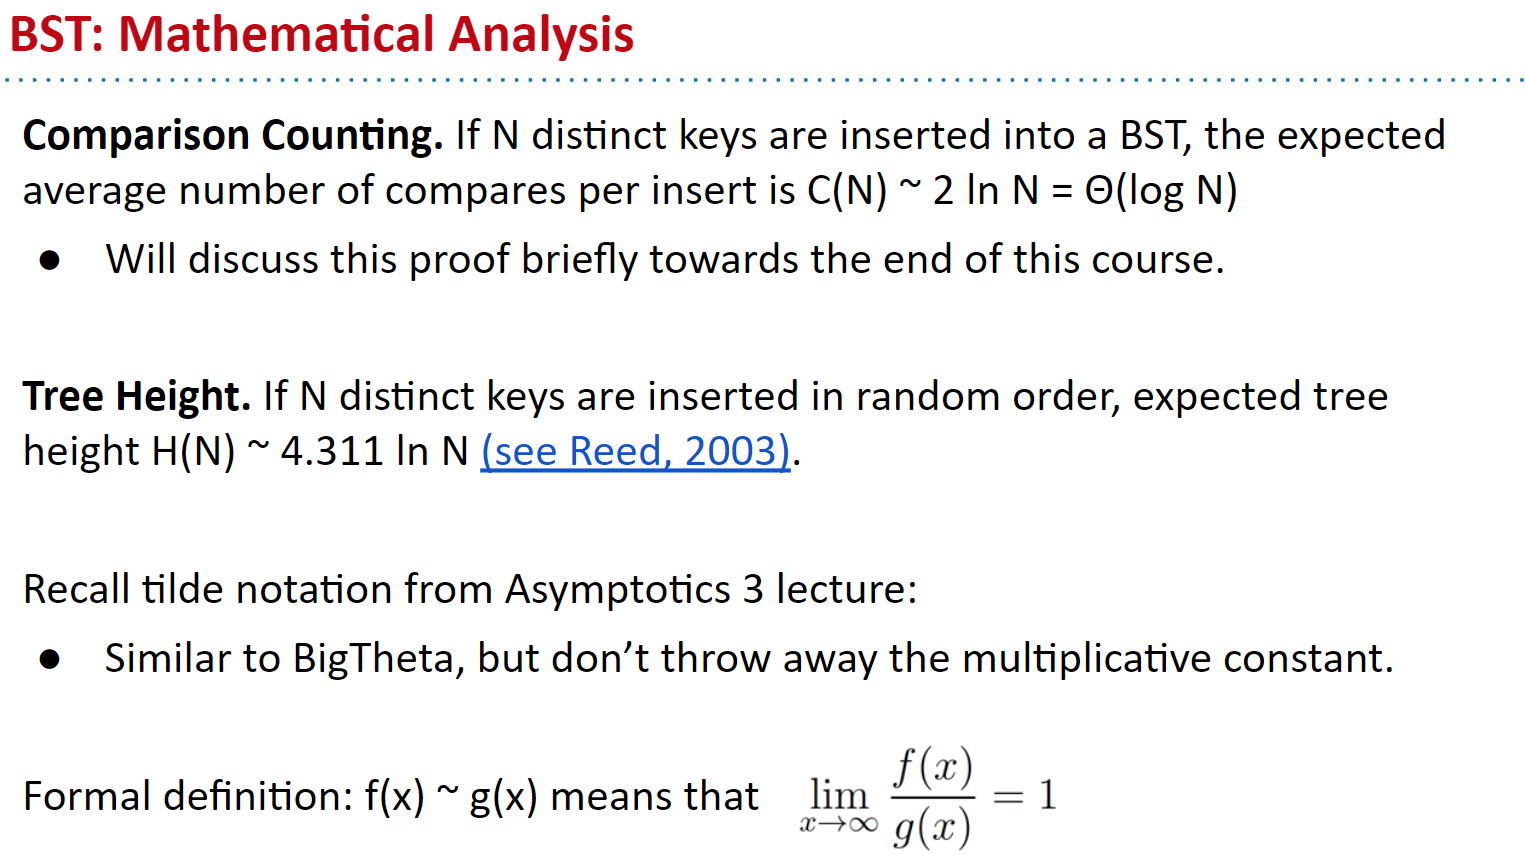 BST: Mathematical Analysis
Comparison Counting. If N distinct keys are inserted into a BST, the expected
average number of compares per insert is C(N) ~ 2 ln N = Θ(log N)
● Will discuss this proof briefly towards the end of this course.
Tree Height. If N distinct keys are inserted in random order, expected tree
height H(N) ~ 4.311 ln N (see Reed, 2003).
Recall tilde notation from Asymptotics 3 lecture:
● Similar to BigTheta, but don’t throw away the multiplicative constant.
Formal definition: f(x) ~ g(x) means that lim x→∞ f(x)/g(x) = 1